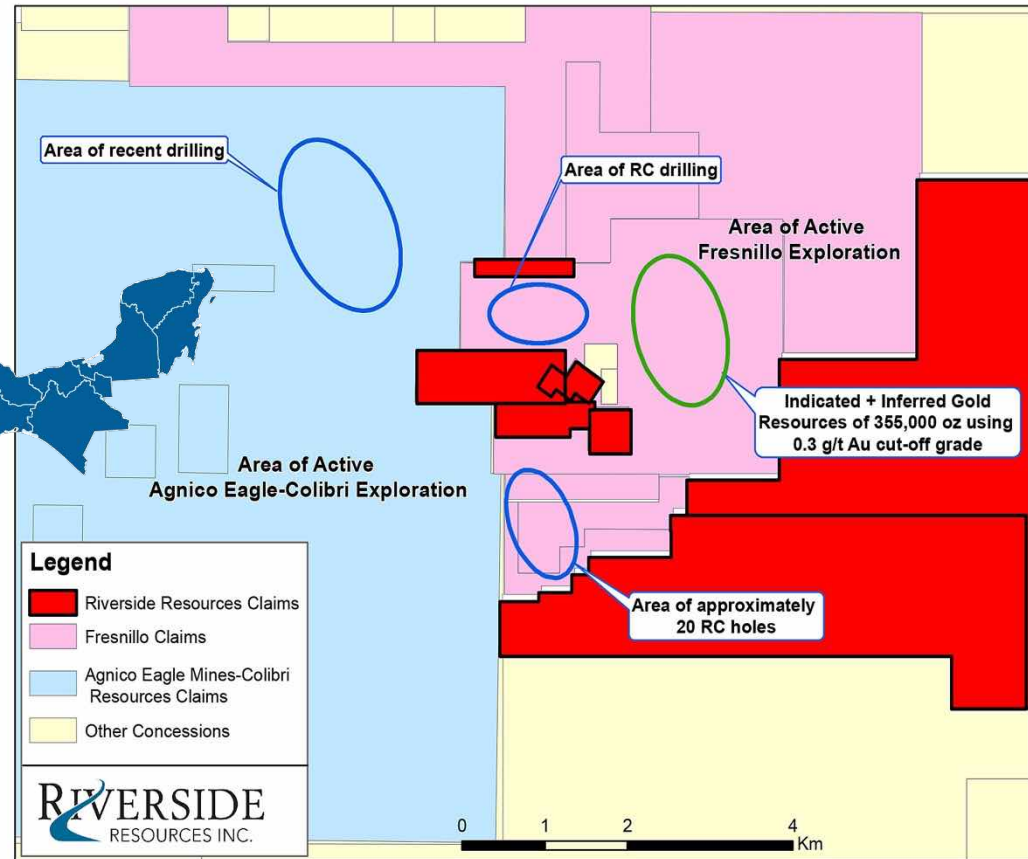 Area of recent drilling
Area of RC drilling
Area of Active
Fresnillo Exploration
Indicated + Inferred Gold
Resources of 355,000 oz using
0.3 g/t Au cut-off grade
Area of Active
Agnico Eagle-Colibri Exploration
Area of approximately
20 RC holes
Legend
Riverside Resources Claims
Fresnillo Claims
Agnico Eagle Mines-Colibri
Resources Claims
Other Concessions
RIVERSIDE
RESOURCES INC.
0 1 2 4
Km